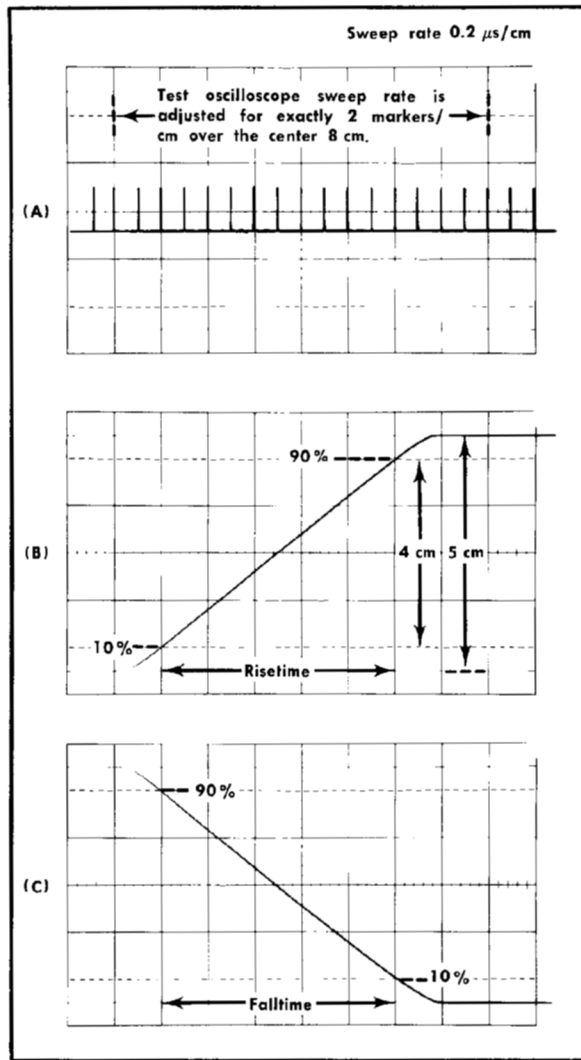 Sweep rate 0.2 μs/cm
Test oscilloscope sweep rate is
adjusted for exactly 2 markers/
cm over the center 8 cm.
(A)
90%
(B)
4 cm
5 cm
10%
Risetime
90%
(C)
10%
Falltime